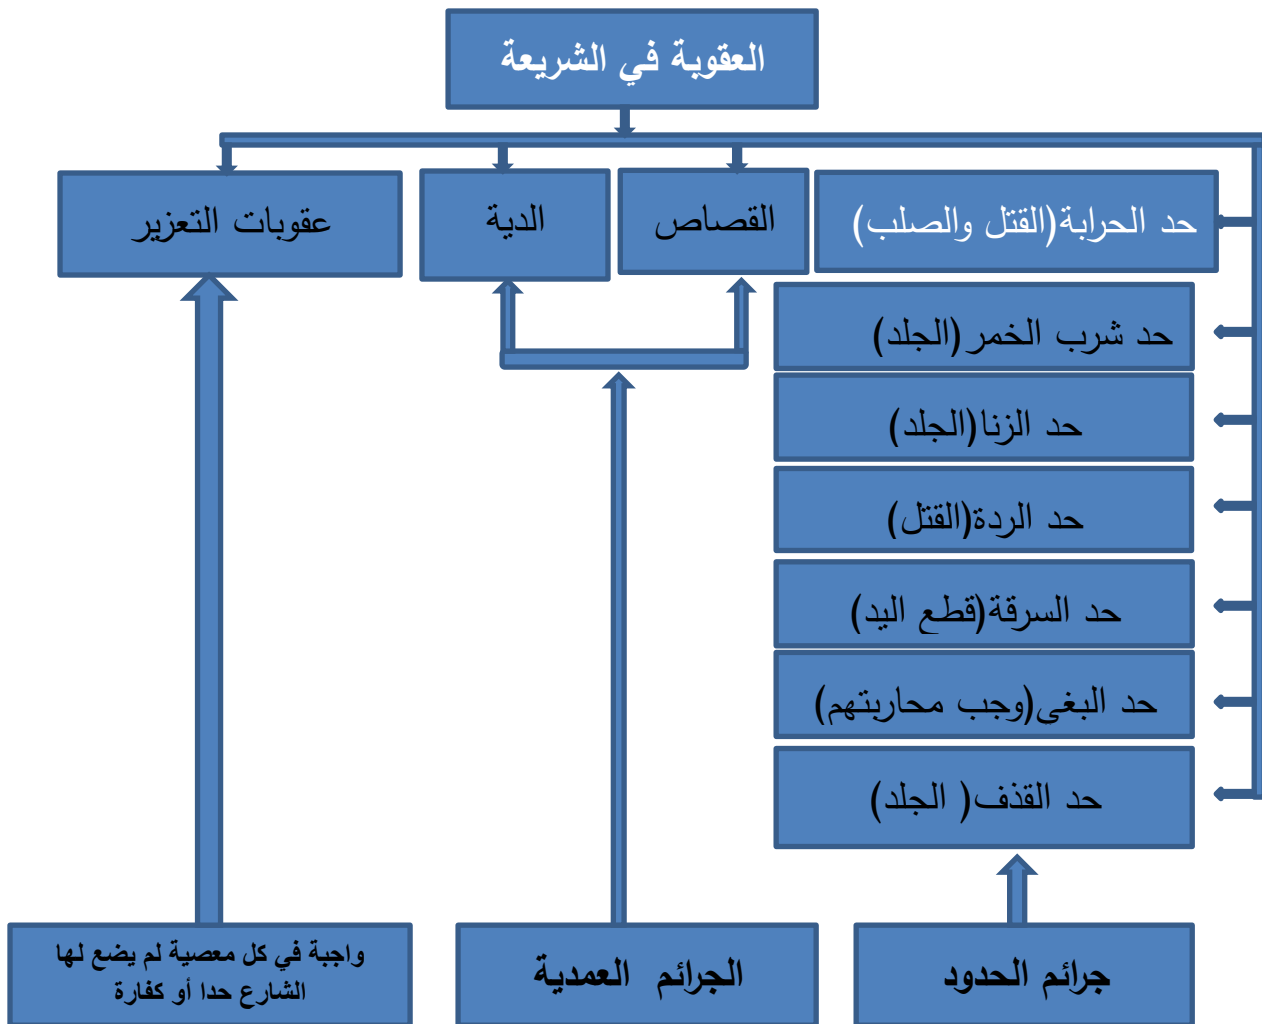 العقوبة في الشريعة
حد الحرابة(القتل والصلب)
القصاص
الدية
عقوبات التعزير
حد شرب الخمر(الجلد)
حد الزنا(الجلد)
حد الردة(القتل)
حد السرقة(قطع اليد)
حد البغى(وجب محاربتهم)
حد القذف( الجلد)
جرائم الحدود
الجرائم العمدية
واجبة في كل معصية لم يضع لها
الشارع حدا أو كفارة